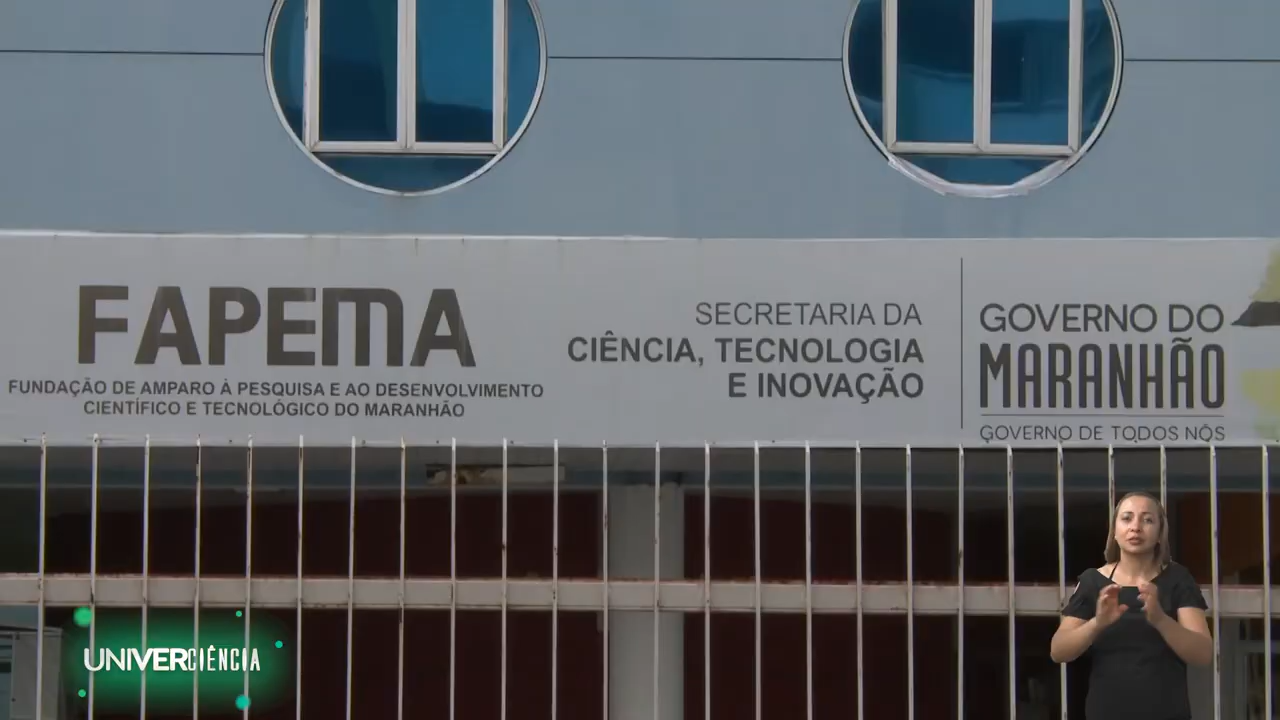 FAPEMA
FUNDAÇÃO DE AMPARO À PESQUISA E AO DESENVOLVIMENTO
CIENTÍFICO E TECNOLÓGICO DO MARANHÃO
SECRETARIA DA
CIÊNCIA, TECNOLOGIA
E INOVAÇÃO
GOVERNO DO
MARANHÃO
GOVERNO DE TODOS NÓS
UNIVERCIÊNCIA